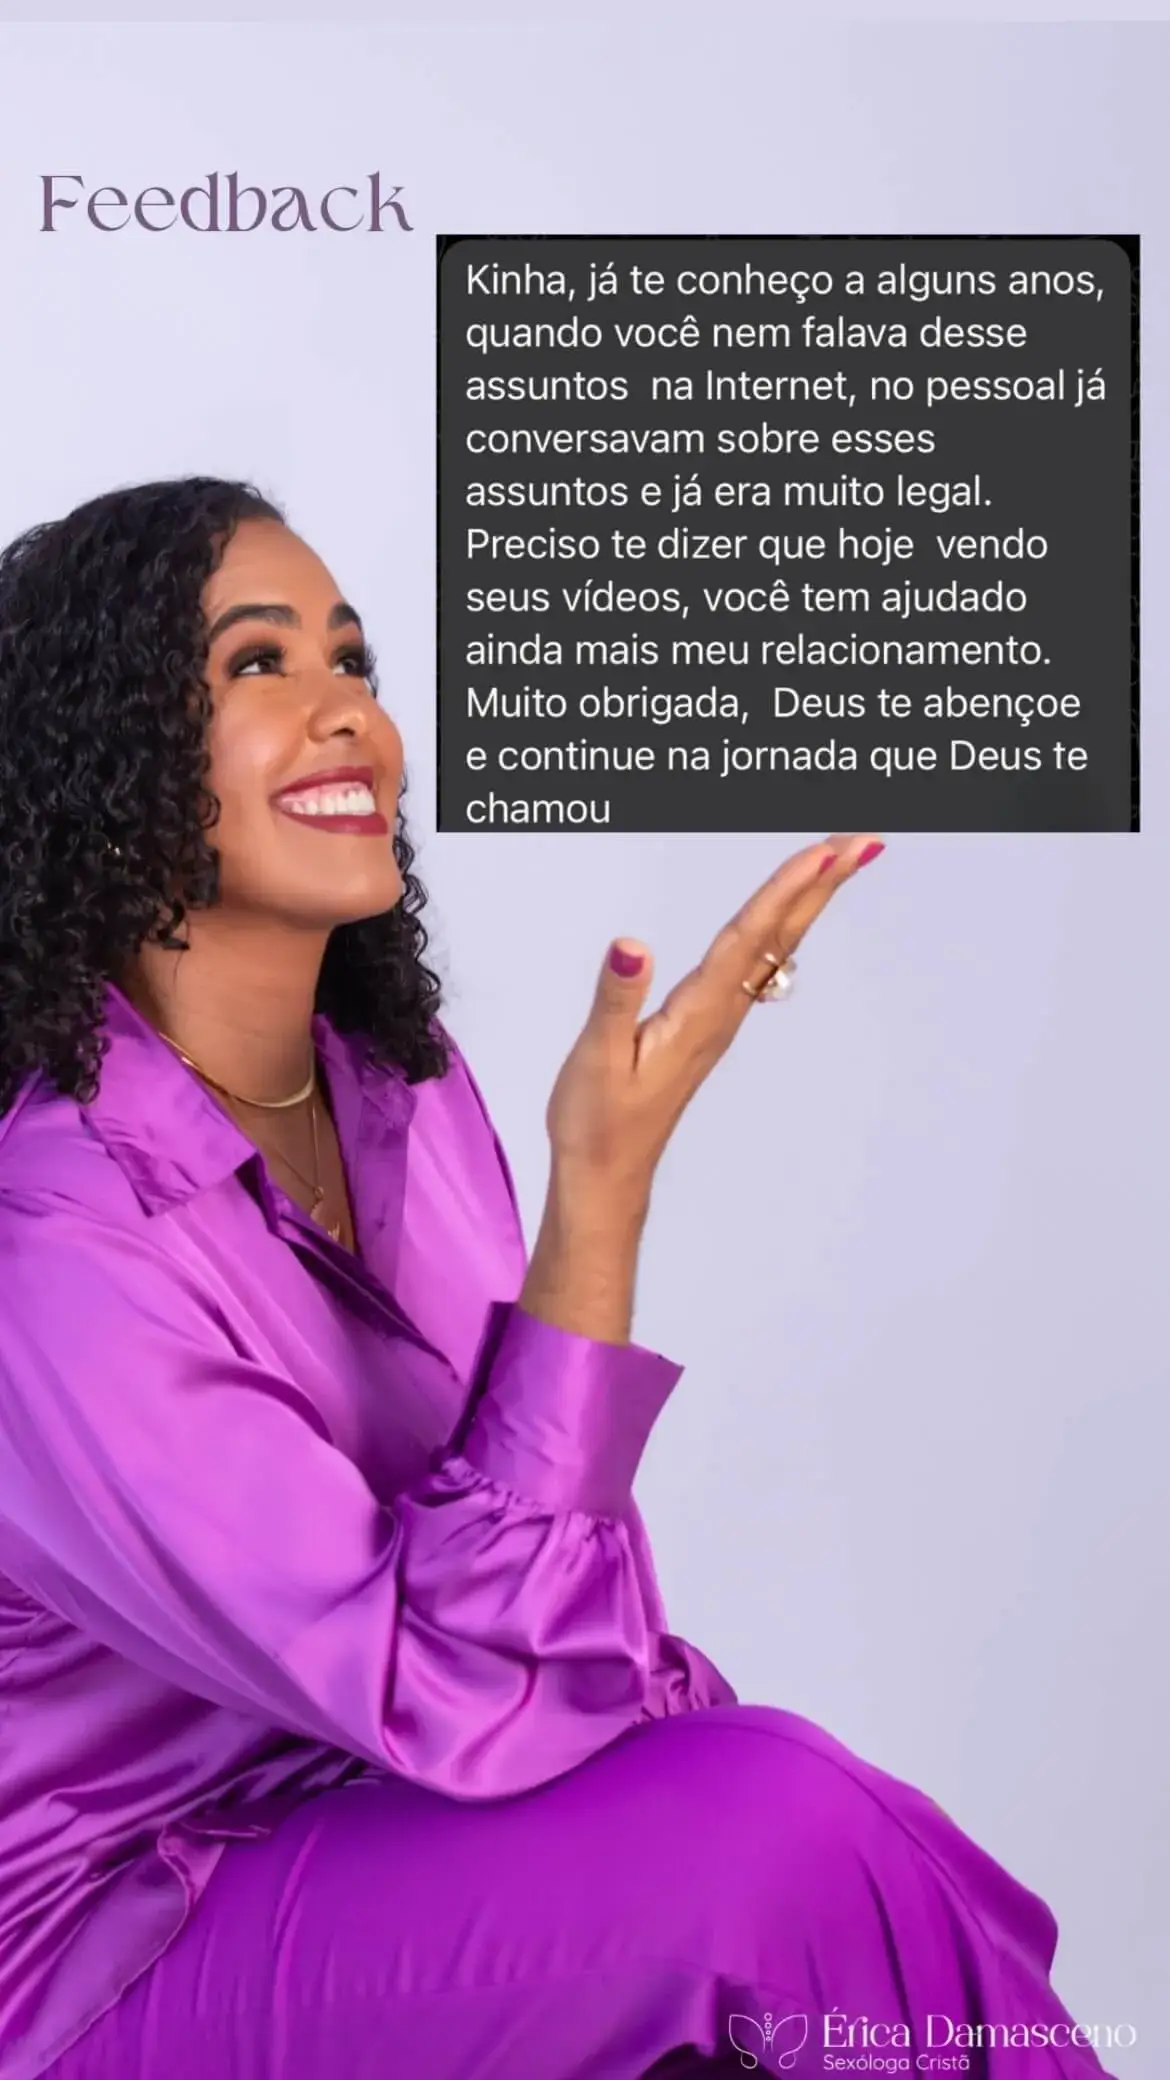 Feedback
Kinha, já te conheço a alguns anos,
quando você nem falava desse
assuntos  na Internet, no pessoal já
conversavam sobre esses
assuntos e já era muito legal.
Preciso te dizer que hoje  vendo
seus vídeos, você tem ajudado
ainda mais meu relacionamento.
Muito obrigada,  Deus te abençoe
e continue na jornada que Deus te
chamou
Érica Damasceno
Sexóloga Cristã